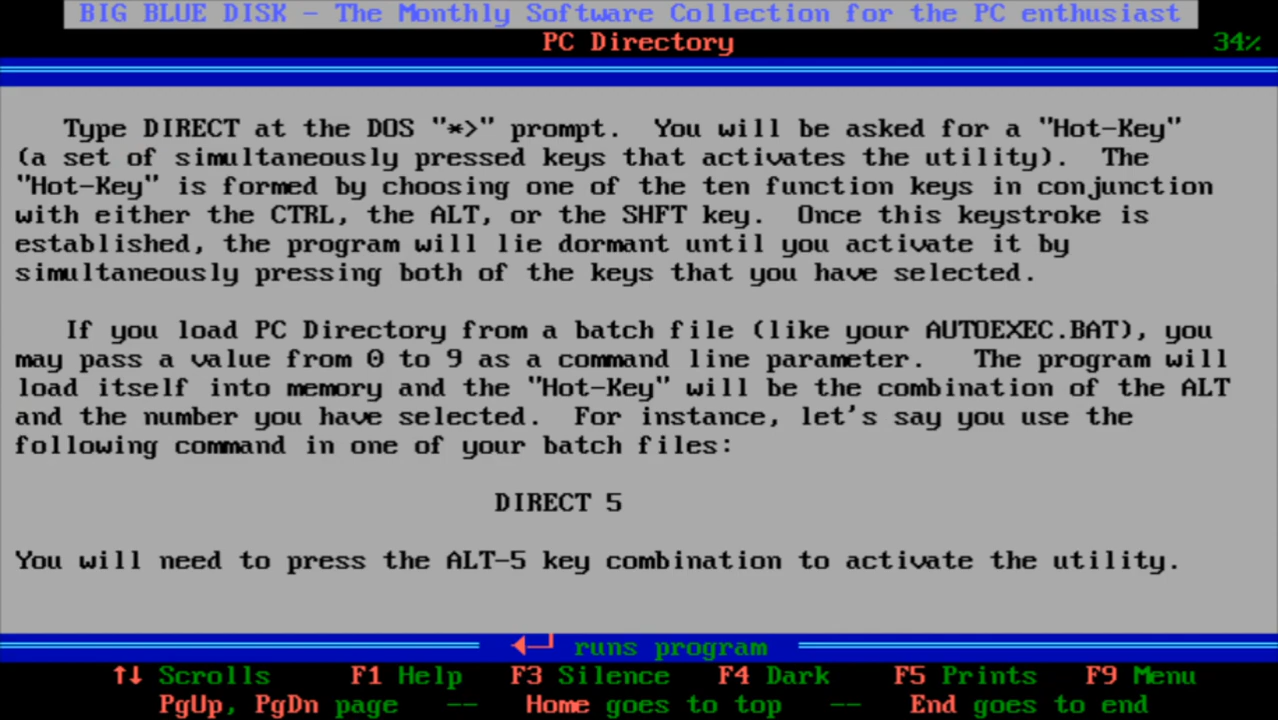 BIG BLUE DISK - The Monthly Software Collection for the PC enthusiast
PC Directory 34%
Type DIRECT at the DOS "*>" prompt. You will be asked for a "Hot-Key"
(a set of simultaneously pressed keys that activates the utility). The
"Hot-Key" is formed by choosing one of the ten function keys in conjunction
with either the CTRL, the ALT, or the SHFT key. Once this keystroke is
established, the program will lie dormant until you activate it by
simultaneously pressing both of the keys that you have selected.
If you load PC Directory from a batch file (like your AUTOEXEC.BAT), you
may pass a value from 0 to 9 as a command line parameter. The program will
load itself into memory and the "Hot-Key" will be the combination of the ALT
and the number you have selected. For instance, let's say you use the
following command in one of your batch files:
DIRECT 5
You will need to press the ALT-5 key combination to activate the utility.
◄─┘ runs program
↑↓ Scrolls F1 Help F3 Silence F4 Dark F5 Prints F9 Menu
PgUp, PgDn page -- Home goes to top -- End goes to end